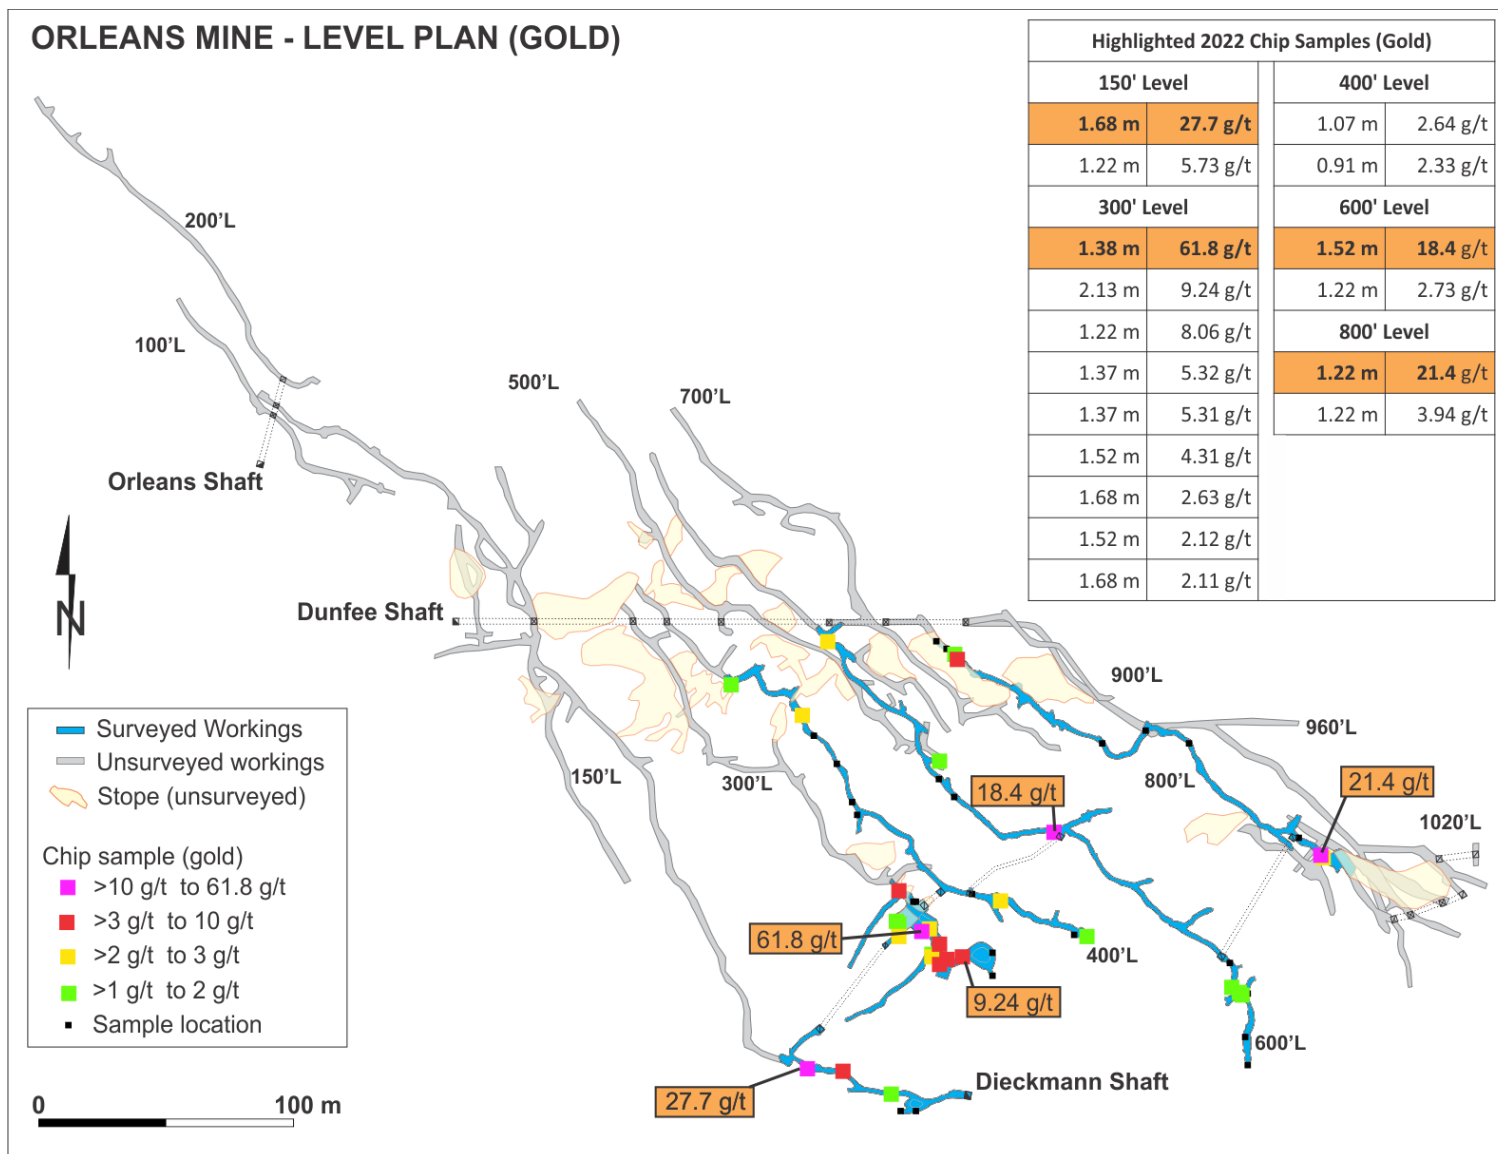 ORLEANS MINE - LEVEL PLAN (GOLD)
Highlighted 2022 Chip Samples (Gold)
150' Level
1.68 m 27.7 g/t
1.22 m 5.73 g/t
300' Level
1.38 m 61.8 g/t
2.13 m 9.24 g/t
1.22 m 8.06 g/t
1.37 m 5.32 g/t
1.37 m 5.31 g/t
1.52 m 4.31 g/t
1.68 m 2.63 g/t
1.52 m 2.12 g/t
1.68 m 2.11 g/t
400' Level
1.07 m 2.64 g/t
0.91 m 2.33 g/t
600' Level
1.52 m 18.4 g/t
1.22 m 2.73 g/t
800' Level
1.22 m 21.4 g/t
1.22 m 3.94 g/t
200'L
100'L
500'L
700'L
Orleans Shaft
N
Dunfee Shaft
900'L
960'L
150'L
300'L
800'L
18.4 g/t
21.4 g/t
1020'L
61.8 g/t
400'L
9.24 g/t
600'L
Dieckmann Shaft
27.7 g/t
Surveyed Workings
Unsurveyed workings
Stope (unsurveyed)
Chip sample (gold)
>10 g/t to 61.8 g/t
>3 g/t to 10 g/t
>2 g/t to 3 g/t
>1 g/t to 2 g/t
Sample location
0 100 m